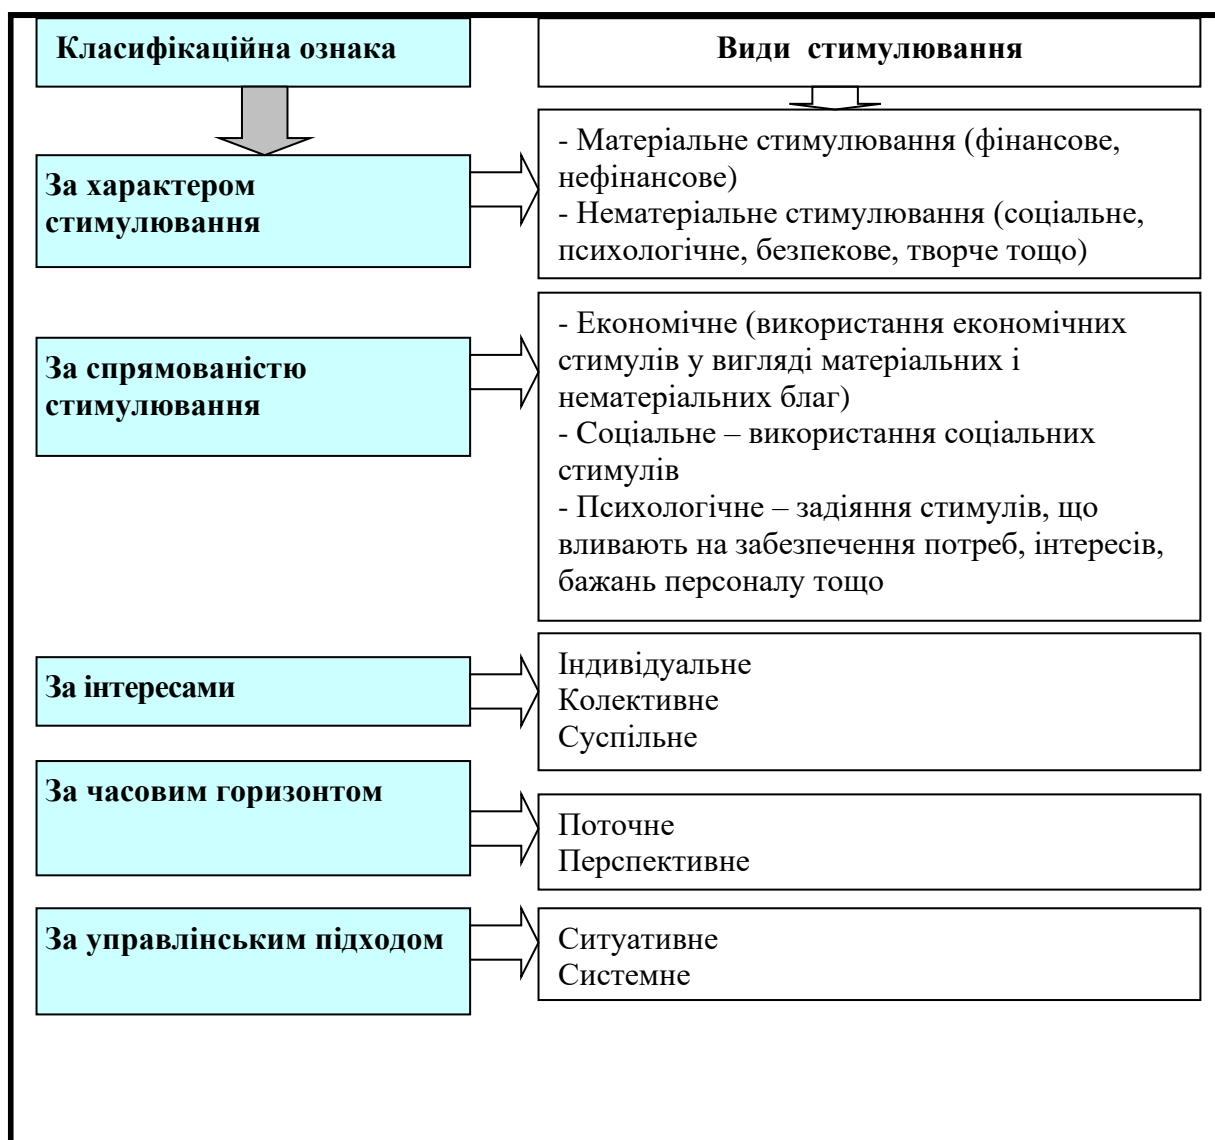 Класифікаційна ознака
Види стимулювання
За характером
стимулювання
- Матеріальне стимулювання (фінансове,
нефінансове)
- Нематеріальне стимулювання (соціальне,
психологічне, безпекове, творче тощо)
За спрямованістю
стимулювання
- Економічне (використання економічних
стимулів у вигляді матеріальних і
нематеріальних благ)
- Соціальне – використання соціальних
стимулів
- Психологічне – задіяння стимулів, що
вливають на забезпечення потреб, інтересів,
бажань персоналу тощо
За інтересами
Індивідуальне
Колективне
Суспільне
За часовим горизонтом
Поточне
Перспективне
За управлінським підходом
Ситуативне
Системне